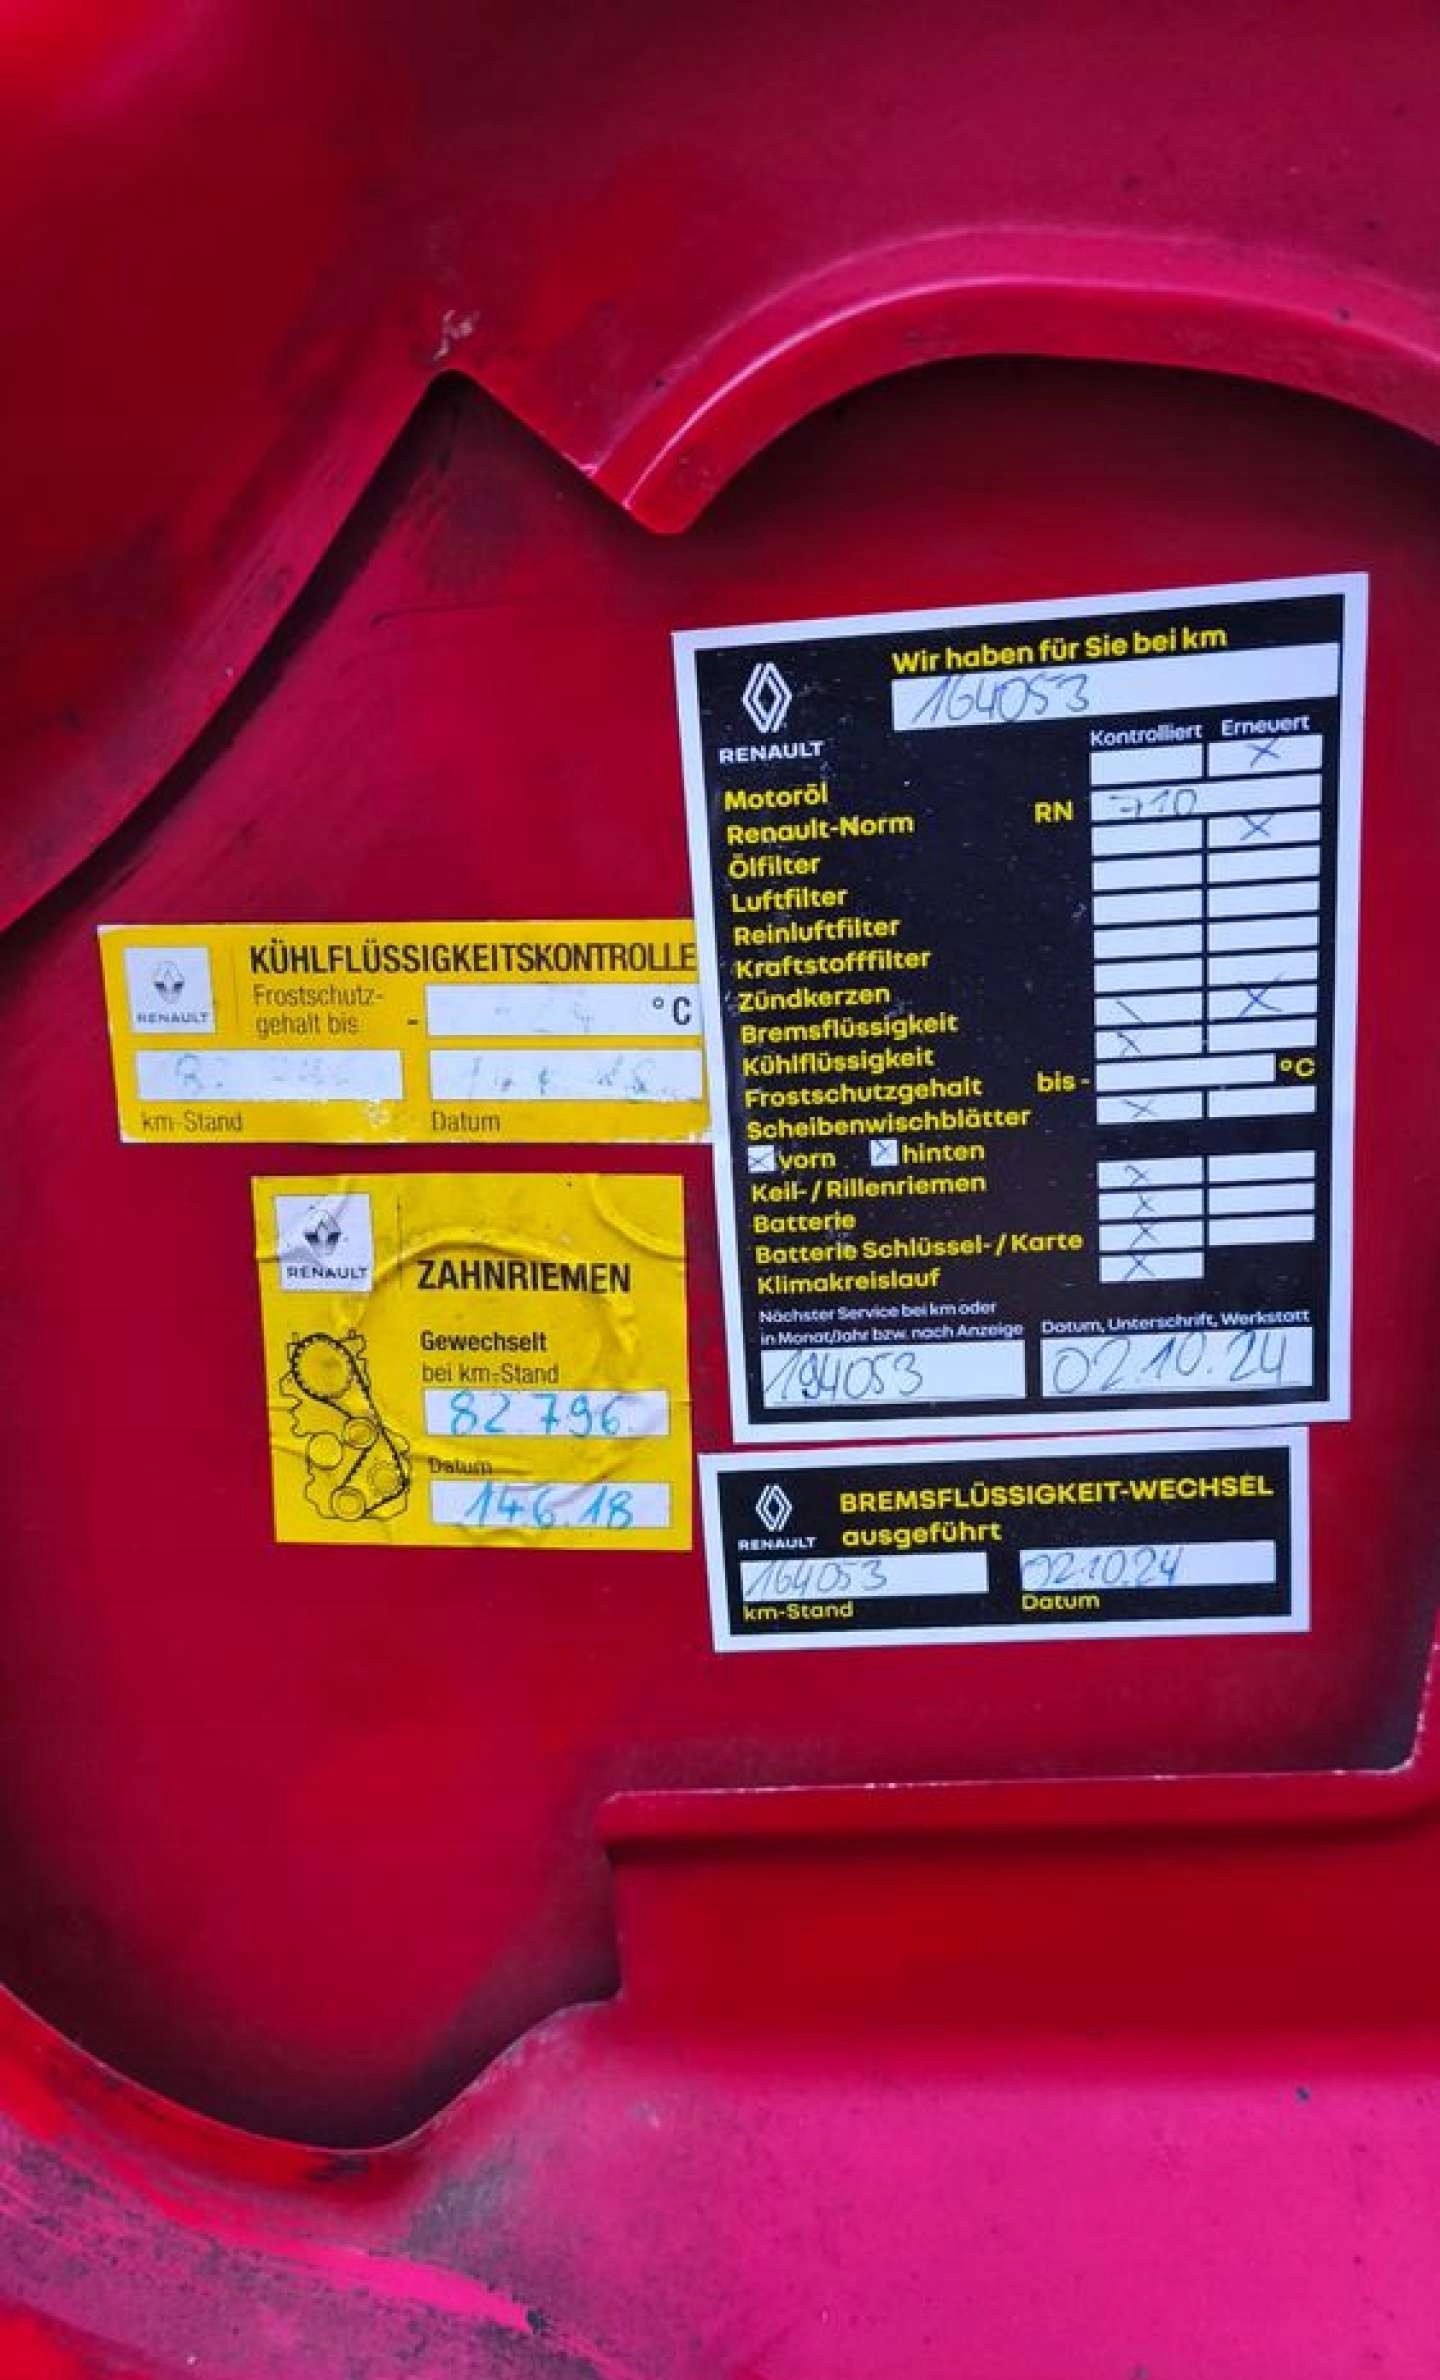 Wir haben für Sie bei km
164053
RENAULT
Kontrolliert Erneuert
Motoröl X
Renault-Norm RN 710
Ölfilter X
Luftfilter
Reinluftfilter
Kraftstofffilter
Zündkerzen
Bremsflüssigkeit X
Kühlflüssigkeit X
Frostschutzgehalt bis - °C
Scheibenwischblätter X
X vorn X hinten
Keil- / Rillenriemen X
Batterie X
Batterie Schlüssel- / Karte X
Klimakreislauf X
Nächster Service bei km oder
in Monat/Jahr bzw. nach Anzeige
194053
Datum, Unterschrift, Werkstatt
02.10.24
RENAULT
KÜHLFLÜSSIGKEITSKONTROLLE
Frostschutz-
gehalt bis - °C
km-Stand Datum
RENAULT
ZAHNRIEMEN
Gewechselt
bei km-Stand
82.796
Datum
14.6.18
RENAULT
BREMSFLÜSSIGKEIT-WECHSEL
ausgeführt
164053 02.10.24
km-Stand Datum